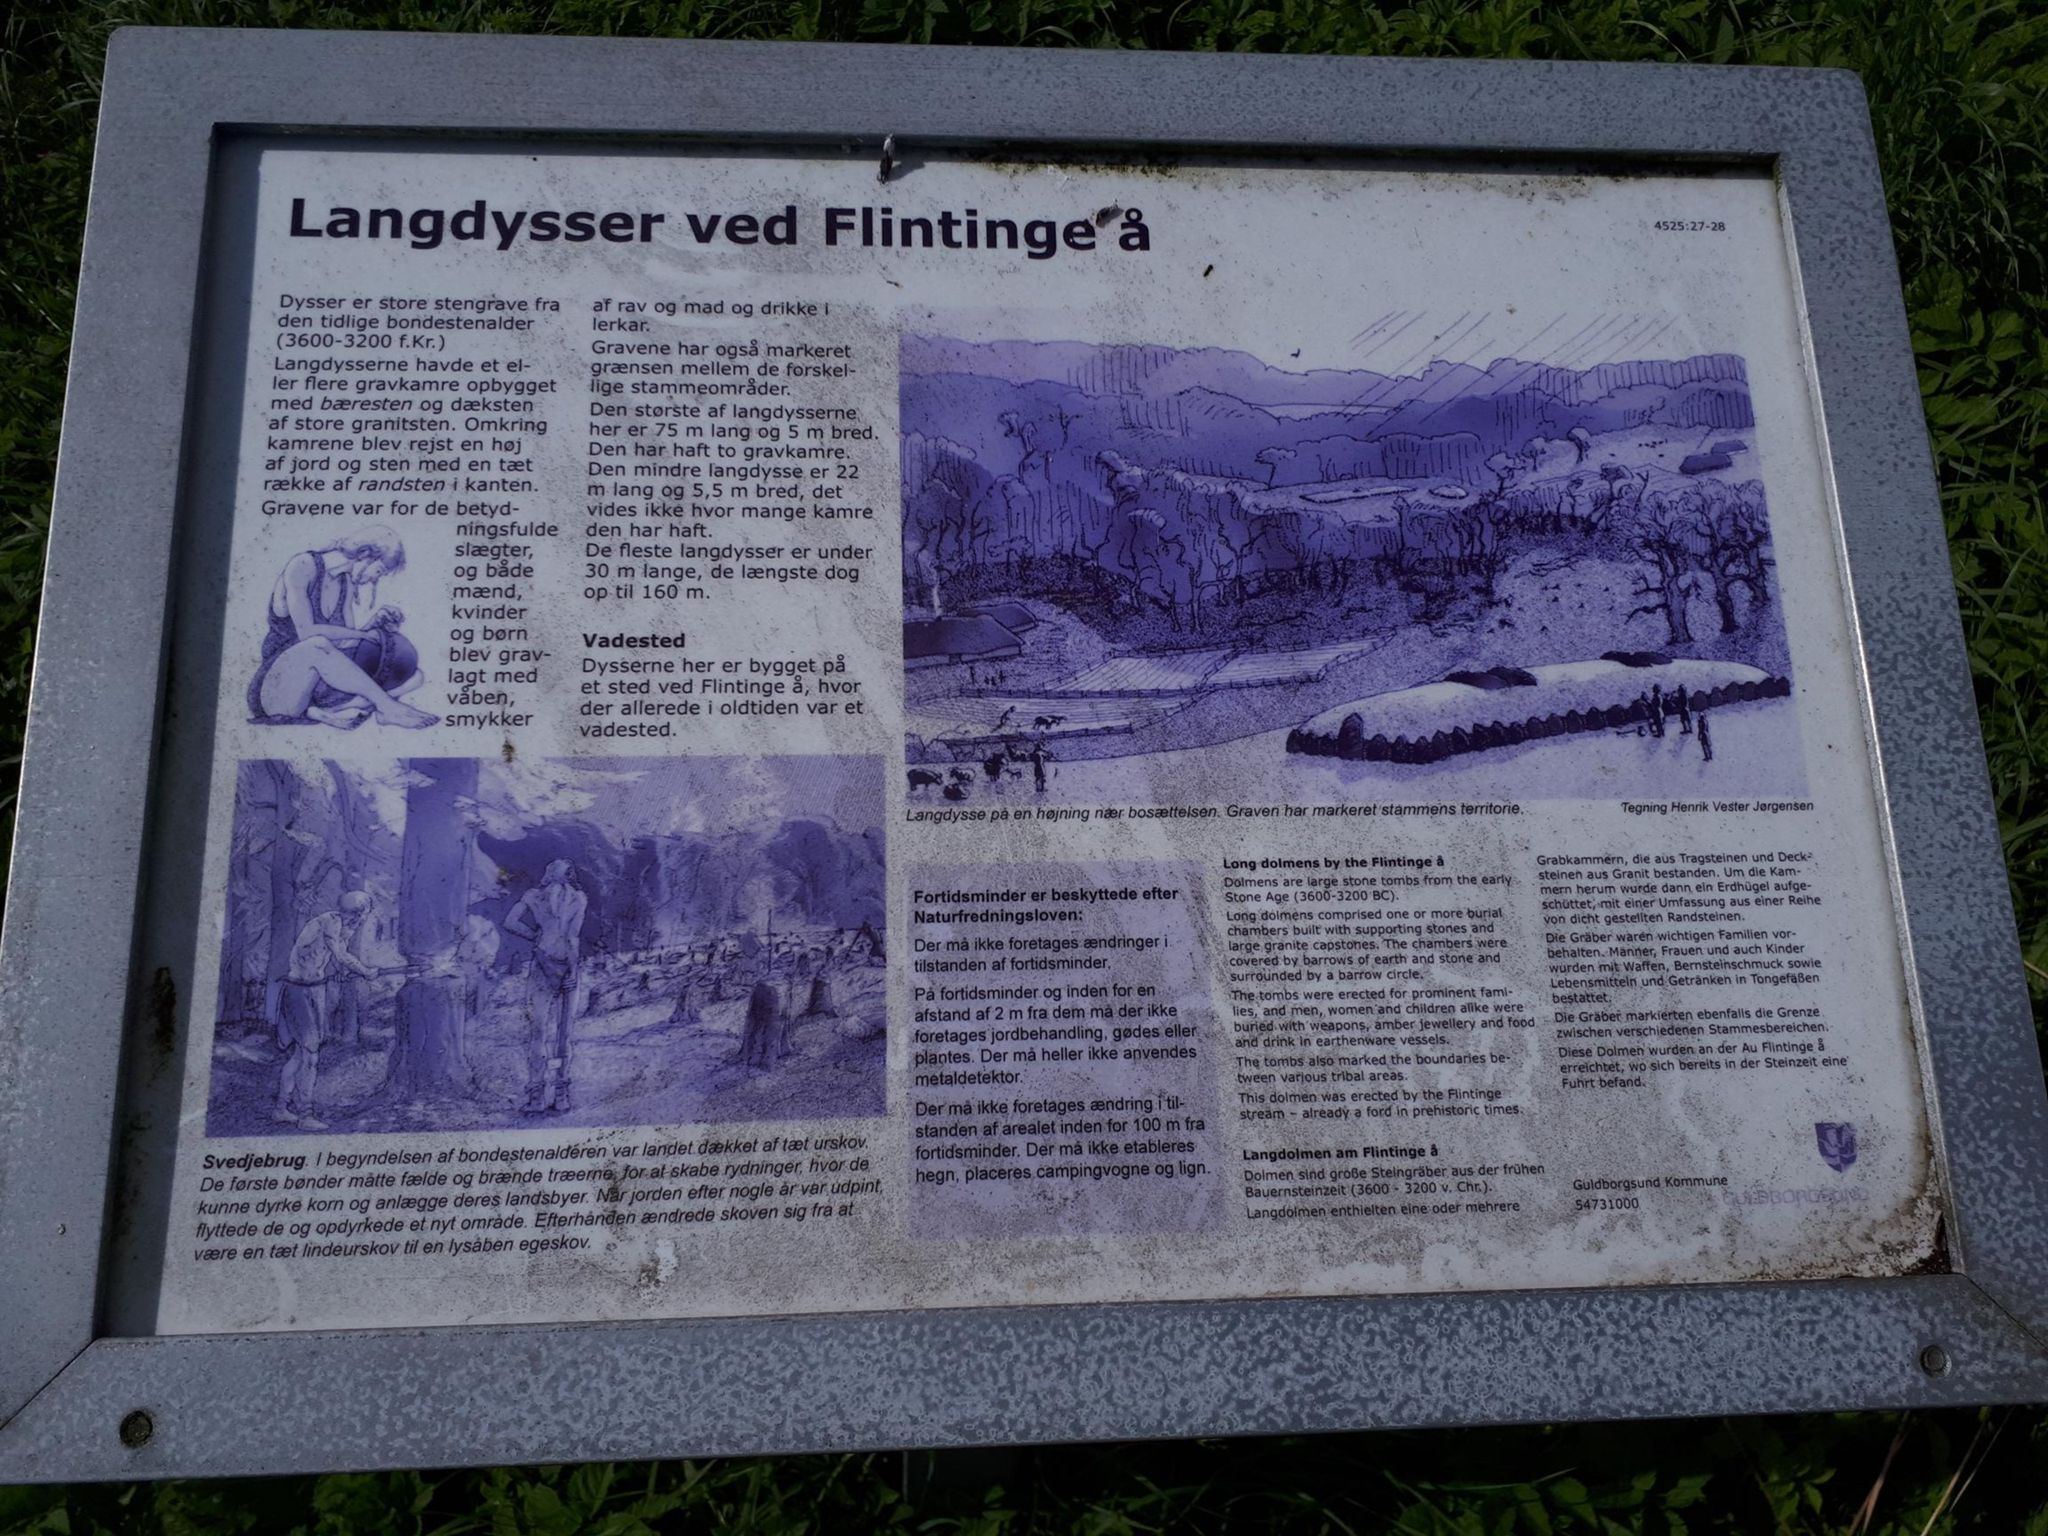 Langdysser ved Flintinge å
4525:27-28
Dysser er store stengrave fra
den tidlige bondestenalder
(3600-3200 f.Kr.)
Langdysserne havde et el-
ler flere gravkamre opbygget
med bæresten og dæksten
af store granitsten. Omkring
kamrene blev rejst en høj
af jord og sten med en tæt
række af randsten i kanten.
Gravene var for de betyd-
ningsfulde
slægter,
og både
mænd,
kvinder
og børn
blev grav-
lagt med
våben,
smykker
af rav og mad og drikke i
lerkar.
Gravene har også markeret
grænsen mellem de forskel-
lige stammeområder.
Den største af langdysserne
her er 75 m lang og 5 m bred.
Den har haft to gravkamre.
Den mindre langdysse er 22
m lang og 5,5 m bred, det
vides ikke hvor mange kamre
den har haft.
De fleste langdysser er under
30 m lange, de længste dog
op til 160 m.
Vadested
Dysserne her er bygget på
et sted ved Flintinge å, hvor
der allerede i oldtiden var et
vadested.
Langdysse på en højning nær bosættelsen. Graven har markeret stammens territorie.
Tegning Henrik Vester Jørgensen
Svedjebrug. I begyndelsen af bondestenalderen var landet dækket af tæt urskov.
De første bønder måtte fælde og brænde træerne, for at skabe rydninger, hvor de
kunne dyrke korn og anlægge deres landsbyer. Når jorden efter nogle år var udpint,
flyttede de og opdyrkede et nyt område. Efterhånden ændrede skoven sig fra at
være en tæt lindeurskov til en lysåben egeskov.
Fortidsminder er beskyttede efter
Naturfredningsloven:
Der må ikke foretages ændringer i
tilstanden af fortidsminder.
På fortidsminder og inden for en
afstand af 2 m fra dem må der ikke
foretages jordbehandling, gødes eller
plantes. Der må heller ikke anvendes
metaldetektor.
Der må ikke foretages ændring i til-
standen af arealet inden for 100 m fra
fortidsminder. Der må ikke etableres
hegn, placeres campingvogne og lign.
Long dolmens by the Flintinge å
Dolmens are large stone tombs from the early
Stone Age (3600-3200 BC).
Long dolmens comprised one or more burial
chambers built with supporting stones and
large granite capstones. The chambers were
covered by barrows of earth and stone and
surrounded by a barrow circle.
The tombs were erected for prominent fami-
lies, and men, women and children alike were
buried with weapons, amber jewellery and food
and drink in earthenware vessels.
The tombs also marked the boundaries be-
tween various tribal areas.
This dolmen was erected by the Flintinge
stream – already a ford in prehistoric times.
Langdolmen am Flintinge å
Dolmen sind große Steingräber aus der frühen
Bauernsteinzeit (3600 - 3200 v. Chr.).
Langdolmen enthielten eine oder mehrere
Grabkammern, die aus Tragsteinen und Deck-
steinen aus Granit bestanden. Um die Kam-
mern herum wurde dann ein Erdhügel aufge-
schüttet, mit einer Umfassung aus einer Reihe
von dicht gestellten Randsteinen.
Die Gräber waren wichtigen Familien vor-
behalten. Männer, Frauen und auch Kinder
wurden mit Waffen, Bernsteinschmuck sowie
Lebensmitteln und Getränken in Tongefäßen
bestattet.
Die Gräber markierten ebenfalls die Grenze
zwischen verschiedenen Stammesbereichen.
Diese Dolmen wurden an der Au Flintinge å
erreichtet, wo sich bereits in der Steinzeit eine
Fuhrt befand.
Guldborgsund Kommune
54731000
GULDBORGSUND